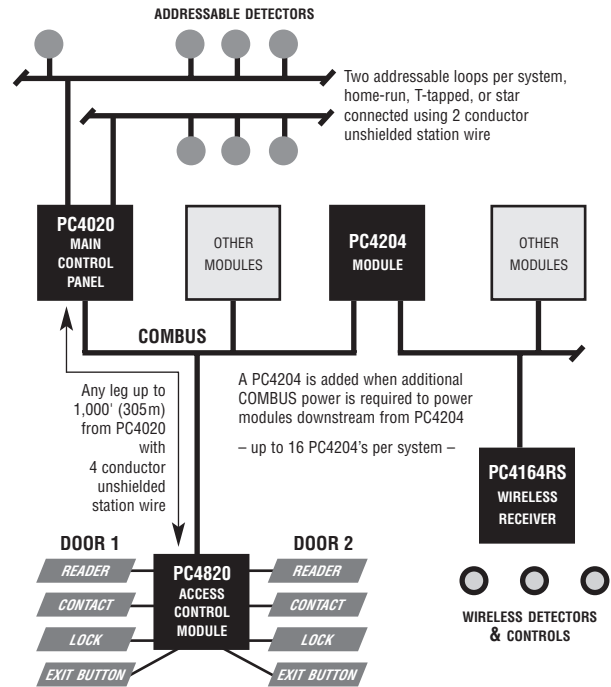 ADDRESSABLE DETECTORS
Two addressable loops per system,
home-run, T-tapped, or star
connected using 2 conductor
unshielded station wire
PC4020
MAIN
CONTROL
PANEL
OTHER
MODULES
PC4204
MODULE
OTHER
MODULES
COMBUS
Any leg up to
1,000' (305m)
from PC4020
with
4 conductor
unshielded
station wire
A PC4204 is added when additional
COMBUS power is required to power
modules downstream from PC4204
– up to 16 PC4204's per system –
PC4164RS
WIRELESS
RECEIVER
DOOR 1
READER
CONTACT
LOCK
EXIT BUTTON
PC4820
ACCESS
CONTROL
MODULE
DOOR 2
READER
CONTACT
LOCK
EXIT BUTTON
WIRELESS DETECTORS
& CONTROLS